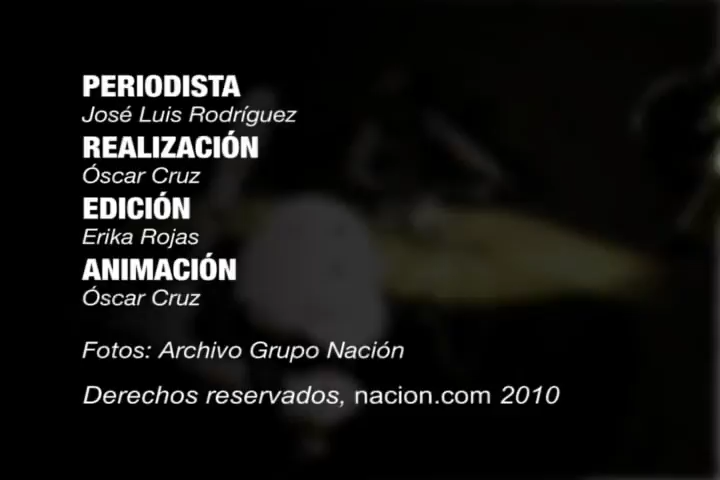 PERIODISTA
José Luis Rodríguez
REALIZACIÓN
Óscar Cruz
EDICIÓN
Erika Rojas
ANIMACIÓN
Óscar Cruz
Fotos: Archivo Grupo Nación
Derechos reservados, nacion.com 2010